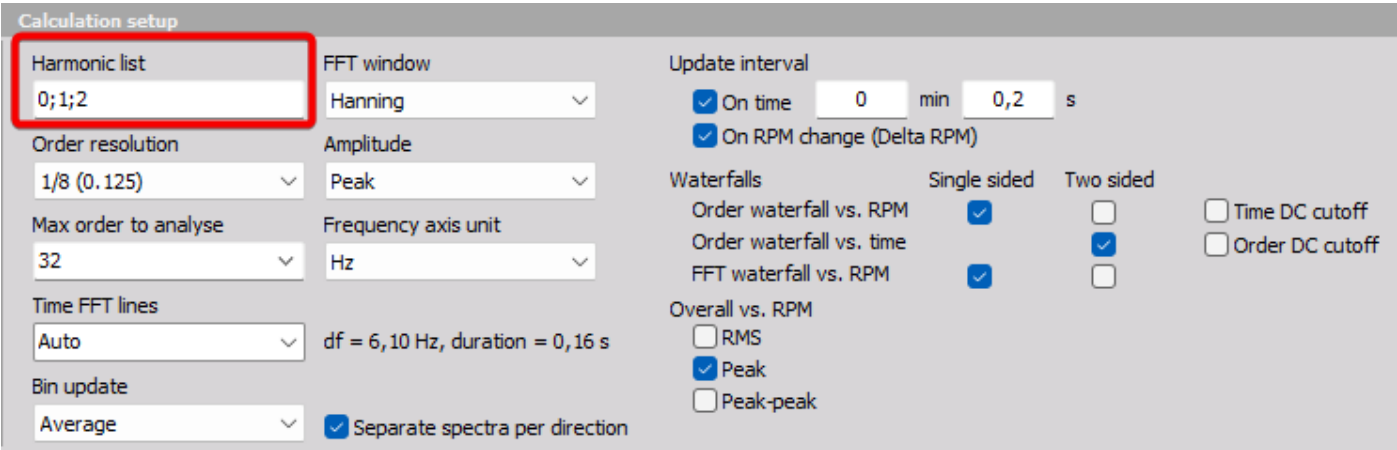 Calculation setup
Harmonic list
0;1;2
FFT window
Hanning
Order resolution
1/8 (0.125)
Amplitude
Peak
Max order to analyse
32
Frequency axis unit
Hz
Time FFT lines
Auto
df = 6,10 Hz, duration = 0,16 s
Bin update
Average
Separate spectra per direction
Update interval
On time 0 min 0,2 s
On RPM change (Delta RPM)
Waterfalls Single sided Two sided
Order waterfall vs. RPM
Time DC cutoff
Order waterfall vs. time
Order DC cutoff
FFT waterfall vs. RPM
Overall vs. RPM
RMS
Peak
Peak-peak